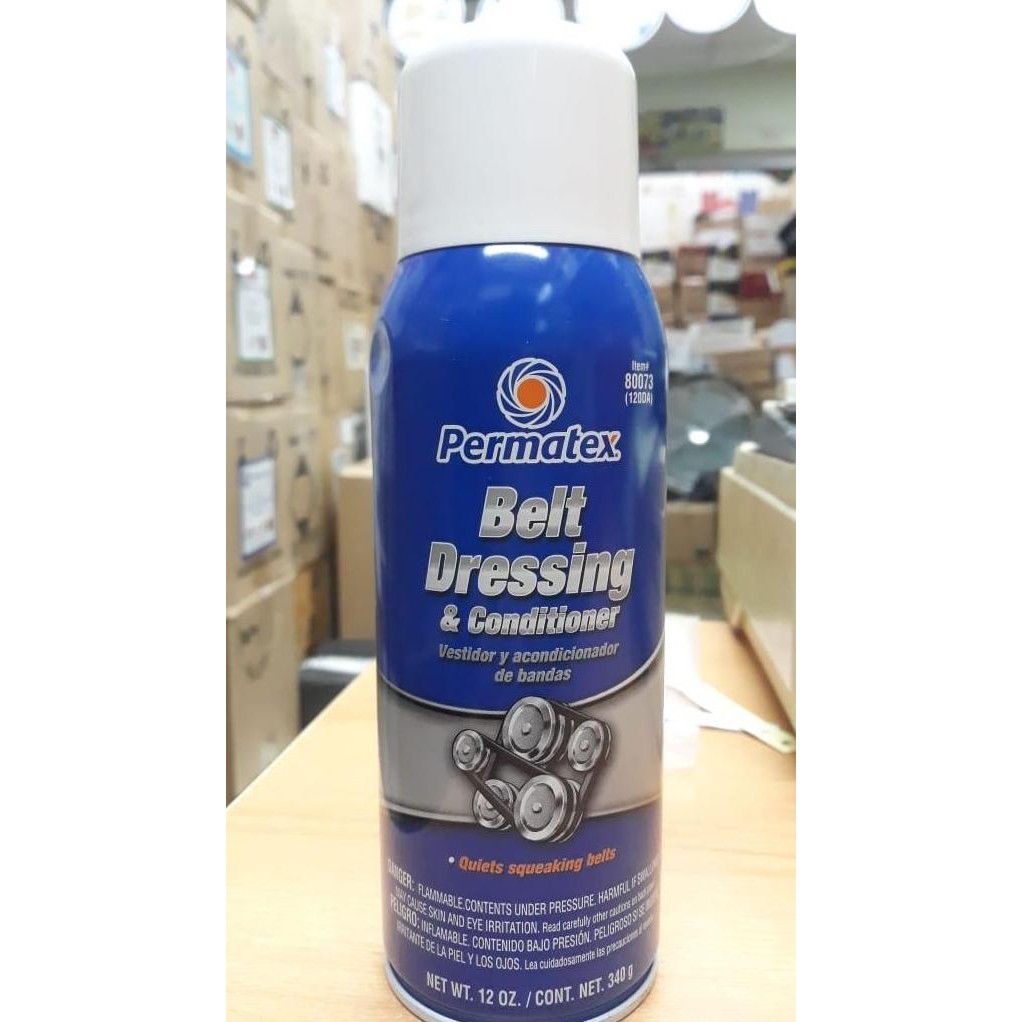 Item#
80073
(12ODA)
Permatex
Belt
Dressing
& Conditioner
Vestidor y acondicionador
de bandas
• Quiets squeaking belts
DANGER: FLAMMABLE.CONTENTS UNDER PRESSURE. HARMFUL IF
MAY CAUSE SKIN AND EYE IRRITATION. Read carefully other cautions on back
PELIGRO: INFLAMABLE. CONTENIDO BAJO PRESIÓN. PELIGROSO SI SE
IRRITANTE DE LA PIEL Y LOS OJOS. Lea cuidadosamente las precauciones
NET WT. 12 OZ. / CONT. NET. 340 g